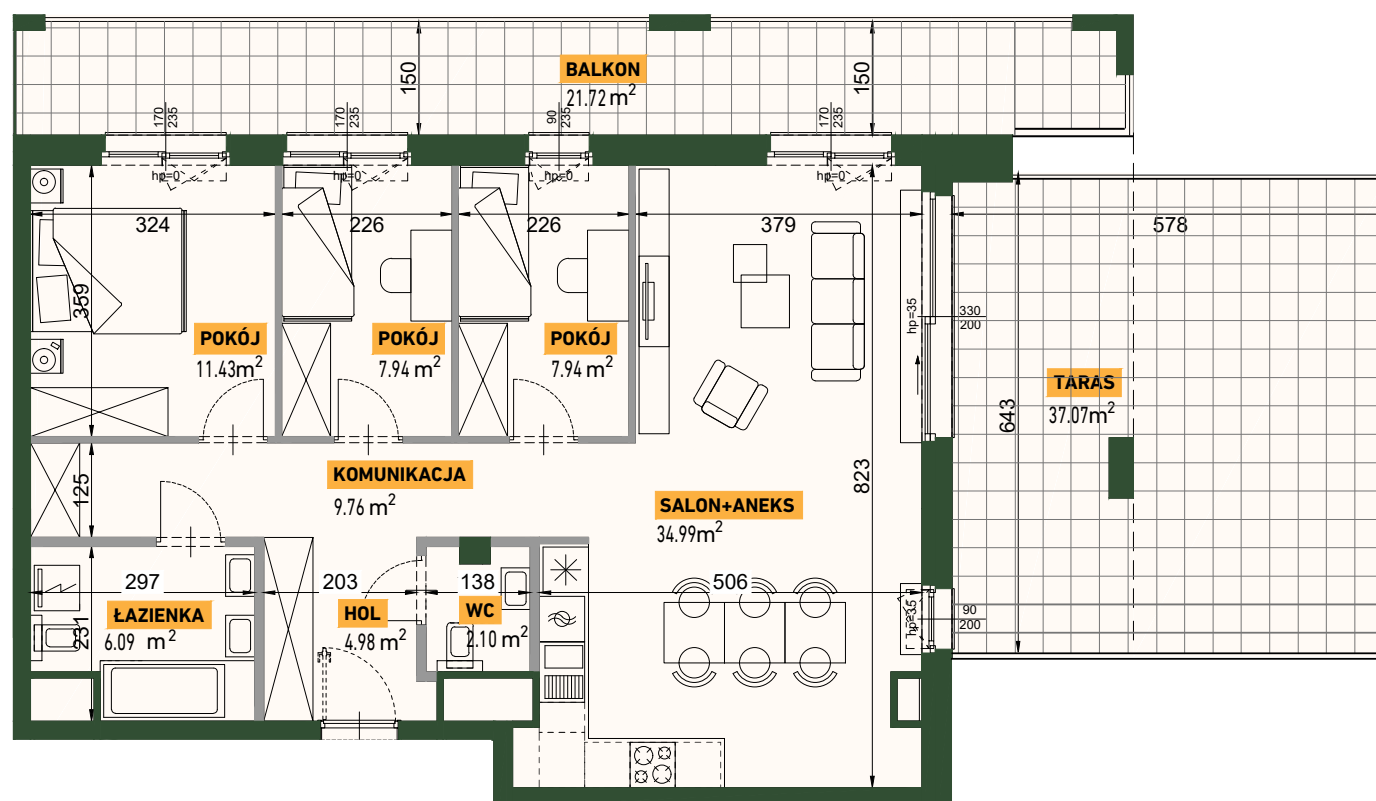 BALKON
21.72 m²
150
150
170
235
170
235
90
235
170
235
hp=0
hp=0
hp=0
hp=0
324
226
226
379
578
359
POKÓJ
11.43m²
POKÓJ
7.94 m²
POKÓJ
7.94 m²
hp=35
330
200
TARAS
37.07m²
643
125
KOMUNIKACJA
9.76 m²
823
SALON+ANEKS
34.99m²
297
203
138
506
231
ŁAZIENKA
6.09 m²
HOL
4.98 m²
WC
2.10 m²
hp=35
90
200